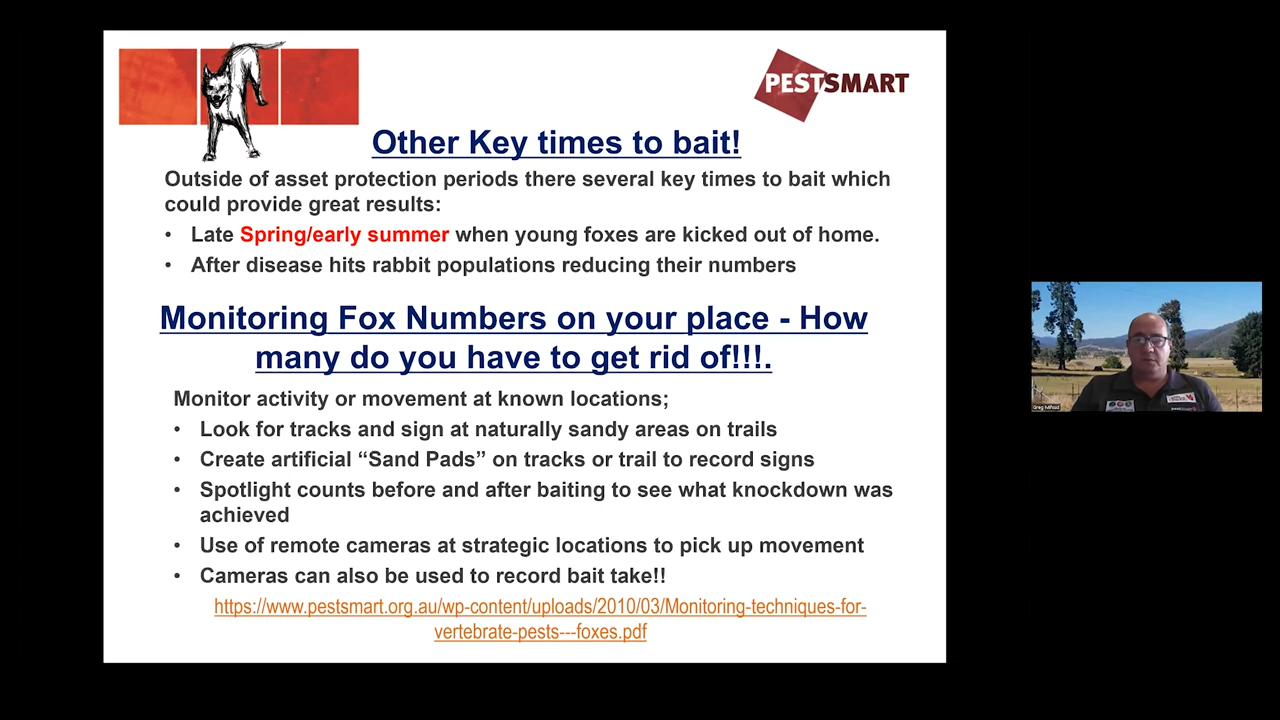 PESTSMART
Other Key times to bait!
Outside of asset protection periods there several key times to bait which
could provide great results:
• Late Spring/early summer when young foxes are kicked out of home.
• After disease hits rabbit populations reducing their numbers
Monitoring Fox Numbers on your place - How
many do you have to get rid of!!!.
Monitor activity or movement at known locations;
• Look for tracks and sign at naturally sandy areas on trails
• Create artificial “Sand Pads” on tracks or trail to record signs
• Spotlight counts before and after baiting to see what knockdown was
achieved
• Use of remote cameras at strategic locations to pick up movement
• Cameras can also be used to record bait take!!
https://www.pestsmart.org.au/wp-content/uploads/2010/03/Monitoring-techniques-for-
vertebrate-pests---foxes.pdf
Greg Mifsud